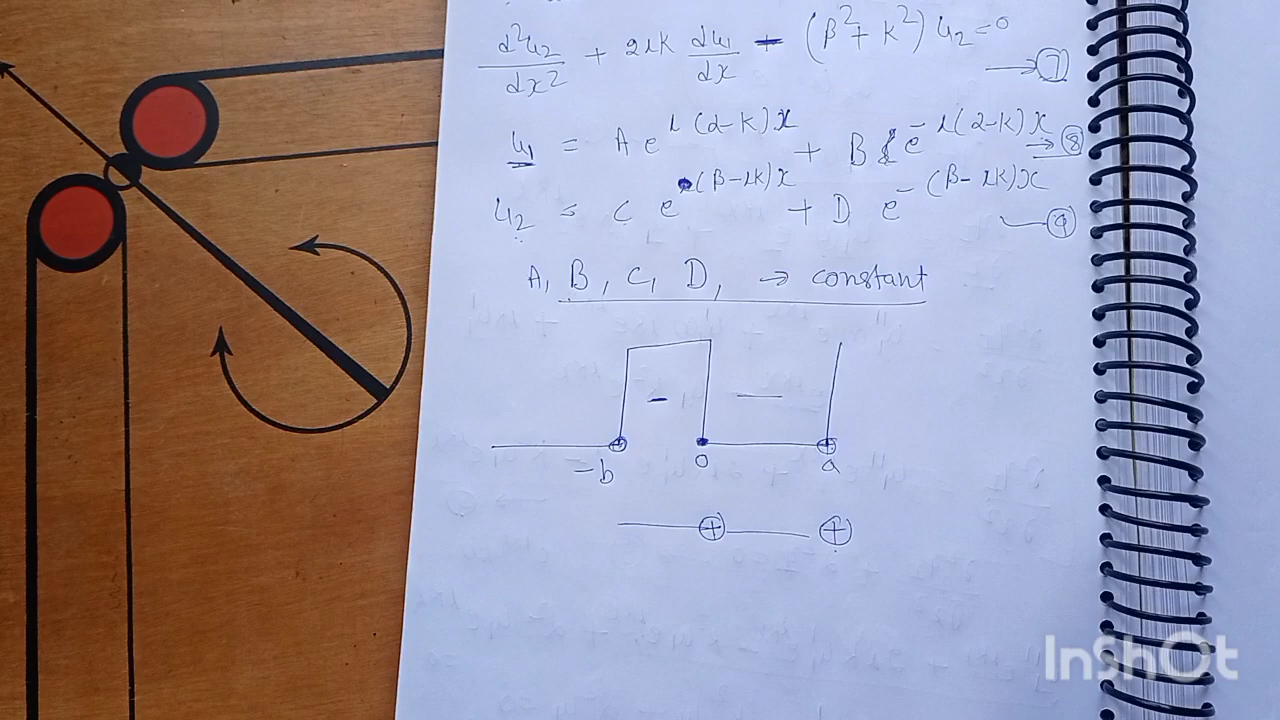 d²u₂/dx² + 2ik du₁/dx - (β² + k²) u₂ = 0 → ⑦
u₁ = A e^{i(α-k)x} + B e^{-i(α-k)x} → ⑧
u₂ = C e^{(β-ik)x} + D e^{-(β-ik)x} — ⑨
A, B, C, D, → constant
- —
-b 0 a
+ +
InShOt